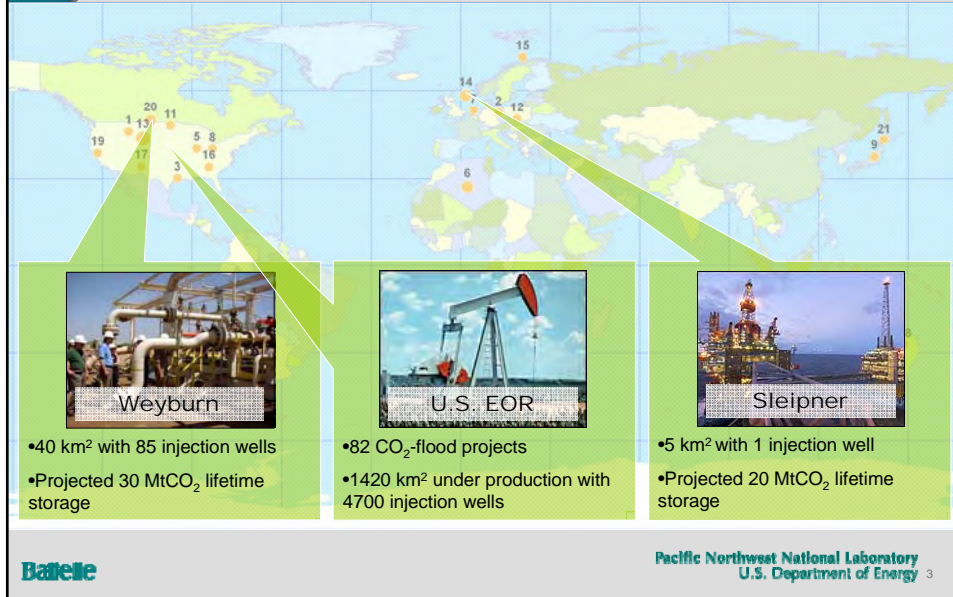 15
14
7
2
12
20
1
13
11
19
5
8
17
16
3
21
9
6
8
Weyburn
•40 km² with 85 injection wells
•Projected 30 MtCO₂ lifetime
storage
U.S. EOR
•82 CO₂-flood projects
•1420 km² under production with
4700 injection wells
Sleipner
•5 km² with 1 injection well
•Projected 20 MtCO₂ lifetime
storage
Battelle
Pacific Northwest National Laboratory
U.S. Department of Energy 3